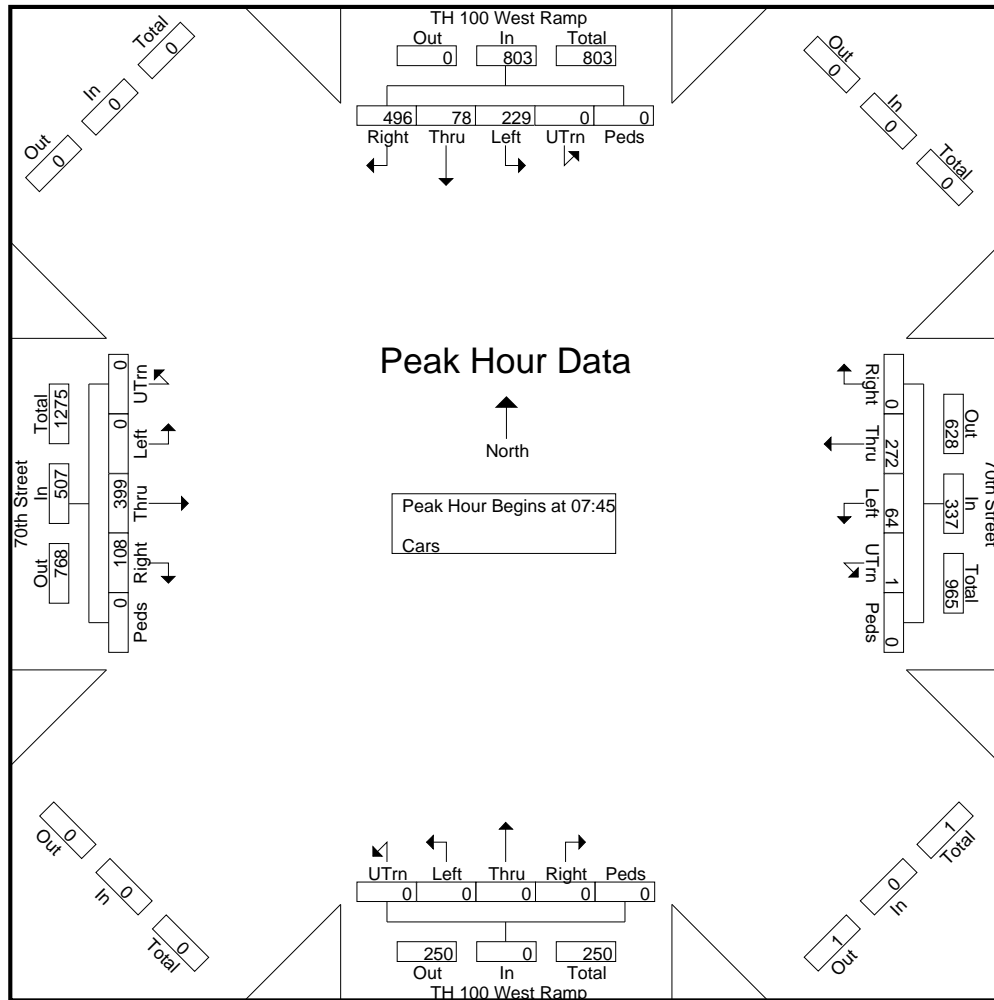 TH 100 West Ramp
Out In Total
0 803 803
496 78 229 0 0
Right Thru Left UTrn Peds
Total
0
In
0
Out
0
Out
0
In
0
Total
0
Peak Hour Data
North
Peak Hour Begins at 07:45
Cars
70th Street
Out In Total
768 507 1275
0 0 399 108 0
UTrn Left Thru Right Peds
70th Street
Out In Total
628 337 965
0 272 64 1 0
Right Thru Left UTrn Peds
Out
0
In
0
Total
0
1
Total
0
In
1
Out
UTrn Left Thru Right Peds
0 0 0 0 0
250 0 250
Out In Total
TH 100 West Ramp